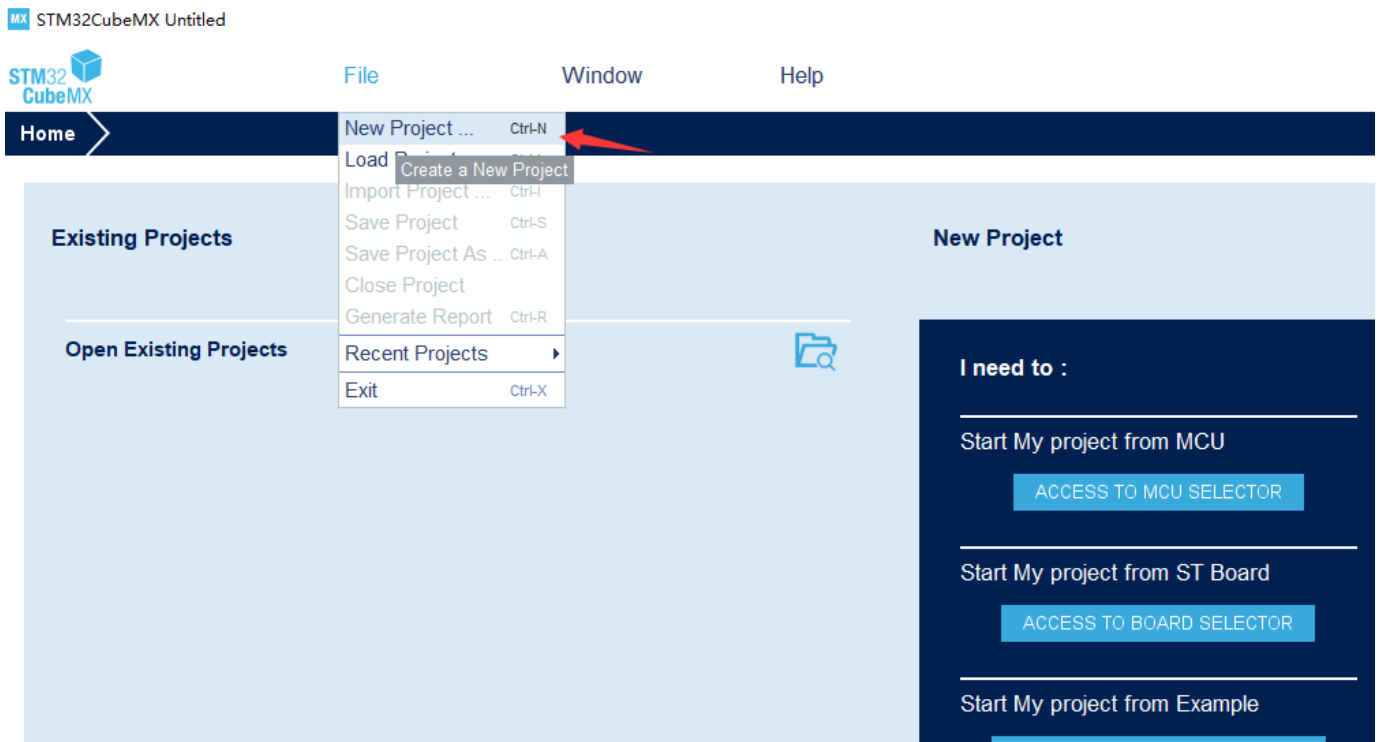 MX STM32CubeMX Untitled
STM32
CubeMX
File Window Help
Home
New Project ... Ctrl-N
Load
Create a New Project
Import Project ... Ctrl-I
Save Project Ctrl-S
Save Project As .. Ctrl-A
Close Project
Generate Report Ctrl-R
Recent Projects
Exit Ctrl-X
Existing Projects
Open Existing Projects
New Project
I need to :
Start My project from MCU
ACCESS TO MCU SELECTOR
Start My project from ST Board
ACCESS TO BOARD SELECTOR
Start My project from Example